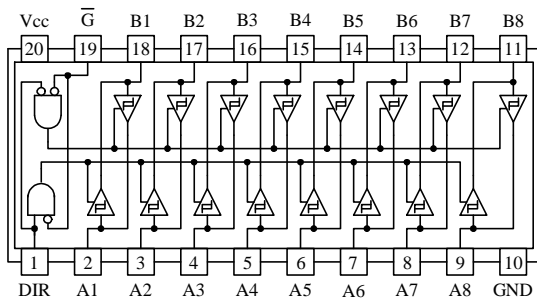 Vcc G B1 B2 B3 B4 B5 B6 B7 B8
20 19 18 17 16 15 14 13 12 11
1 2 3 4 5 6 7 8 9 10
DIR A1 A2 A3 A4 A5 A6 A7 A8 GND